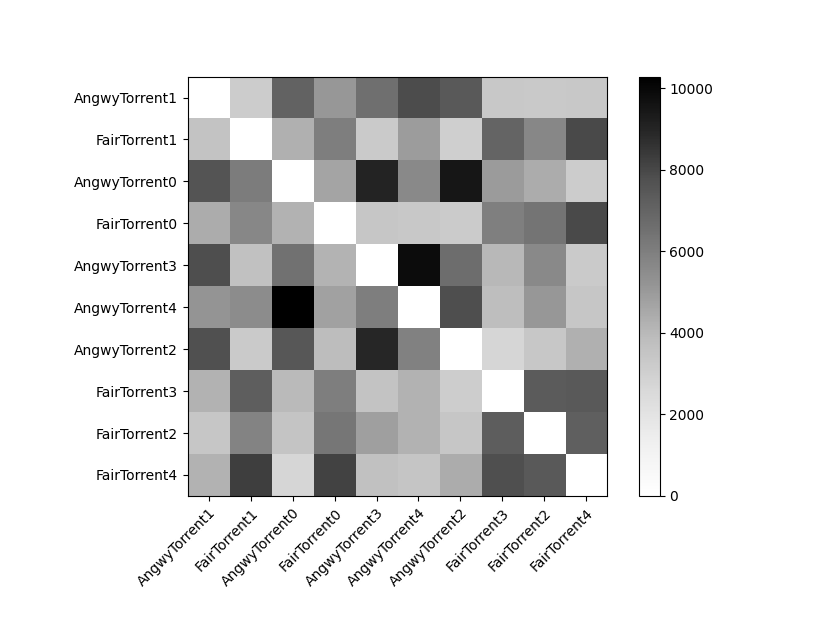 AngwyTorrent1
FairTorrent1
AngwyTorrent0
FairTorrent0
AngwyTorrent3
AngwyTorrent4
AngwyTorrent2
FairTorrent3
FairTorrent2
FairTorrent4
AngwyTorrent1
FairTorrent1
AngwyTorrent0
FairTorrent0
AngwyTorrent3
AngwyTorrent4
AngwyTorrent2
FairTorrent3
FairTorrent2
FairTorrent4
10000
8000
6000
4000
2000
0